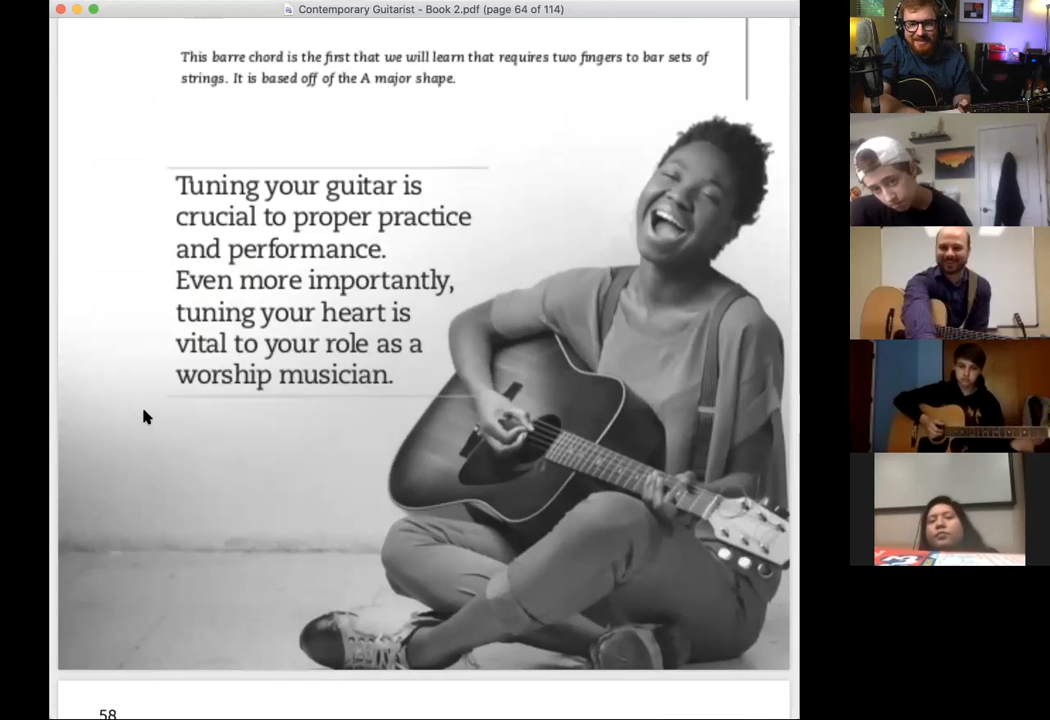 Contemporary Guitarist - Book 2.pdf (page 64 of 114)
This barre chord is the first that we will learn that requires two fingers to bar sets of
strings. It is based off of the A major shape.
Tuning your guitar is
crucial to proper practice
and performance.
Even more importantly,
tuning your heart is
vital to your role as a
worship musician.
58